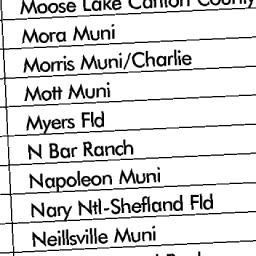 Moose Lake Carlton County
Mora Muni
Morris Muni/Charlie
Mott Muni
Myers Fld
N Bar Ranch
Napoleon Muni
Nary Ntl-Shefland Fld
Neillsville Muni